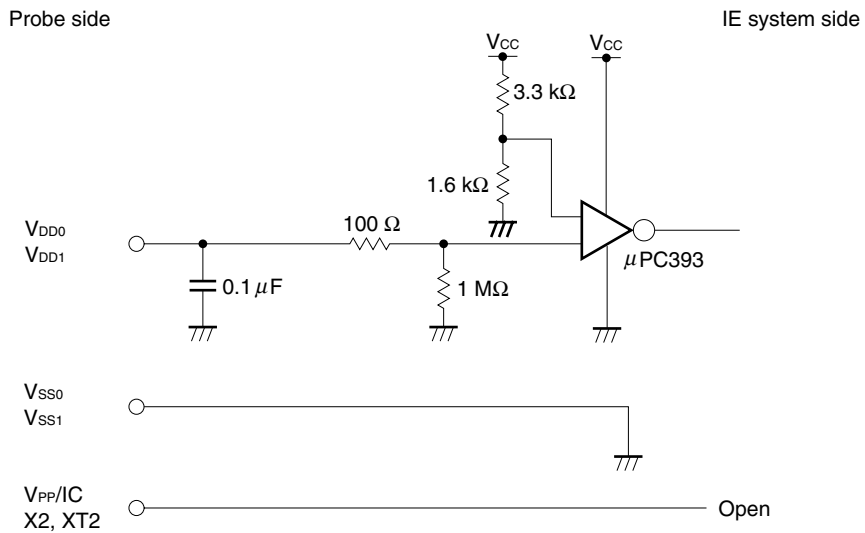 Probe side
IE system side
VCC
VCC
3.3 kΩ
1.6 kΩ
VDD0
VDD1
100 Ω
μPC393
0.1 μF
1 MΩ
VSS0
VSS1
VPP/IC
X2, XT2
Open